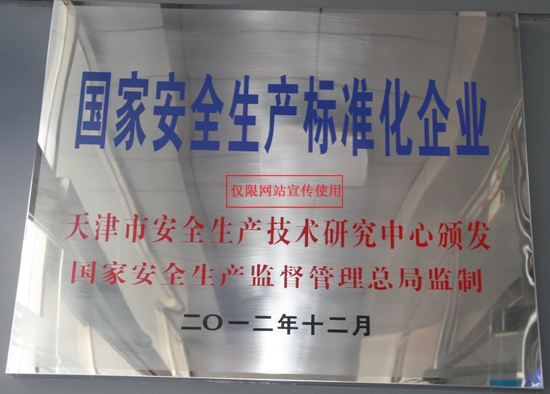 国家安全生产标准化企业
仅限网站宣传使用
天津市安全生产技术研究中心颁发
国家安全生产监督管理总局监制
二〇一二年十二月